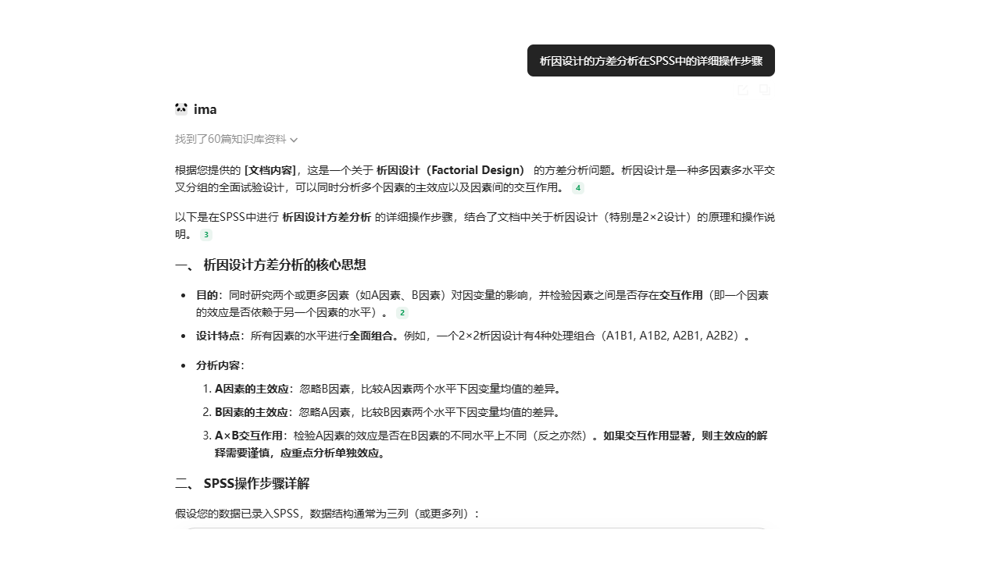 析因设计的方差分析在SPSS中的详细操作步骤
ima
找到了60篇知识库资料
根据您提供的 [文档内容]，这是一个关于 析因设计（Factorial Design） 的方差分析问题。析因设计是一种多因素多水平交
叉分组的全面试验设计，可以同时分析多个因素的主效应以及因素间的交互作用。 4
以下是在SPSS中进行 析因设计方差分析 的详细操作步骤，结合了文档中关于析因设计（特别是2×2设计）的原理和操作说
明。 3
一、 析因设计方差分析的核心思想
• 目的：同时研究两个或更多因素（如A因素、B因素）对因变量的影响，并检验因素之间是否存在交互作用（即一个因素
的效应是否依赖于另一个因素的水平）。 2
• 设计特点：所有因素的水平进行全面组合。例如，一个2×2析因设计有4种处理组合（A1B1, A1B2, A2B1, A2B2）。
• 分析内容：
1. A因素的主效应：忽略B因素，比较A因素两个水平下因变量均值的差异。
2. B因素的主效应：忽略A因素，比较B因素两个水平下因变量均值的差异。
3. A×B交互作用：检验A因素的效应是否在B因素的不同水平上不同（反之亦然）。如果交互作用显著，则主效应的解
释需要谨慎，应重点分析单独效应。
二、 SPSS操作步骤详解
假设您的数据已录入SPSS，数据结构通常为三列（或更多列）：